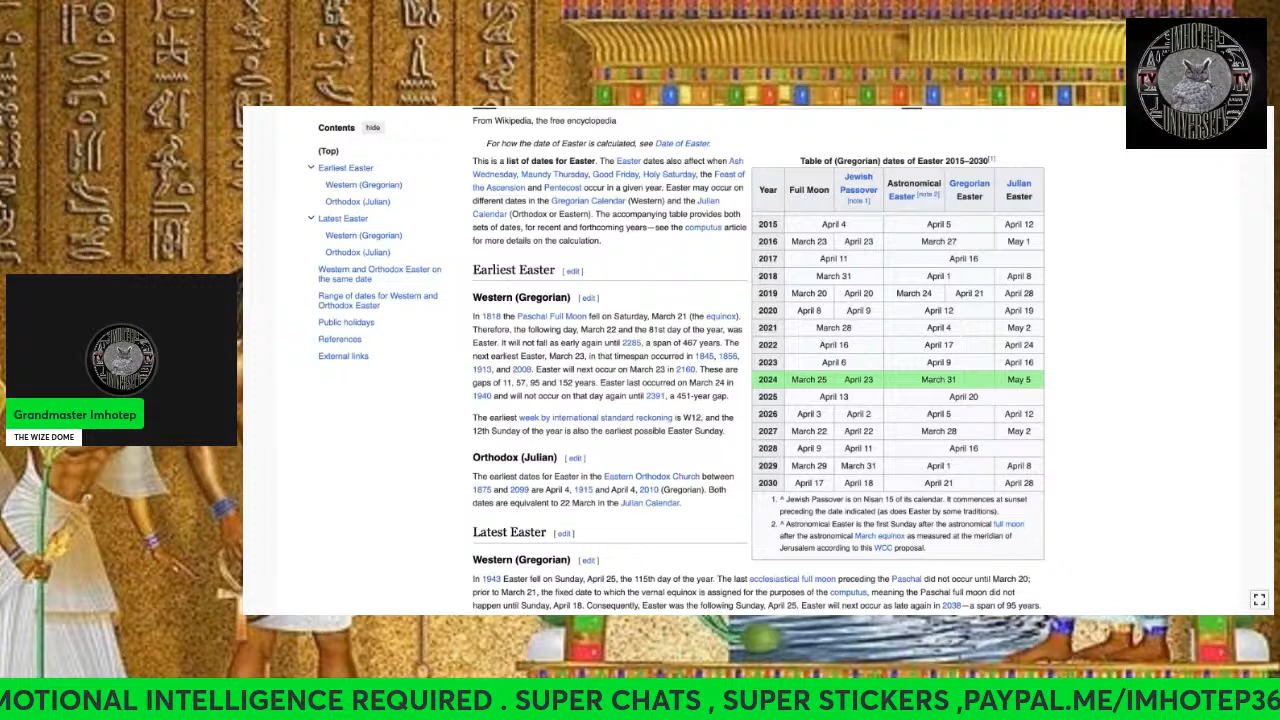 IMHOTEP
TV
TV
UNIVERSITY
From Wikipedia, the free encyclopedia
Contents hide
(Top)
Earliest Easter
Western (Gregorian)
Orthodox (Julian)
Latest Easter
Western (Gregorian)
Orthodox (Julian)
Western and Orthodox Easter on
the same date
Range of dates for Western and
Orthodox Easter
Public holidays
References
External links
For how the date of Easter is calculated, see Date of Easter.
This is a list of dates for Easter. The Easter dates also affect when Ash
Wednesday, Maundy Thursday, Good Friday, Holy Saturday, the Feast of
the Ascension and Pentecost occur in a given year. Easter may occur on
different dates in the Gregorian Calendar (Western) and the Julian
Calendar (Orthodox or Eastern). The accompanying table provides both
sets of dates, for recent and forthcoming years—see the computus article
for more details on the calculation.
Earliest Easter [ edit ]
Western (Gregorian) [ edit ]
In 1818 the Paschal Full Moon fell on Saturday, March 21 (the equinox).
Therefore, the following day, March 22 and the 81st day of the year, was
Easter. It will not fall as early again until 2285, a span of 467 years. The
next earliest Easter, March 23, in that timespan occurred in 1845, 1856,
1913, and 2008. Easter will next occur on March 23 in 2160. These are
gaps of 11, 57, 95 and 152 years. Easter last occurred on March 24 in
1940 and will not occur on that day again until 2391, a 451-year gap.
The earliest week by international standard reckoning is W12, and the
12th Sunday of the year is also the earliest possible Easter Sunday.
Orthodox (Julian) [ edit ]
The earliest dates for Easter in the Eastern Orthodox Church between
1875 and 2099 are April 4, 1915 and April 4, 2010 (Gregorian). Both
dates are equivalent to 22 March in the Julian Calendar.
Latest Easter [ edit ]
Western (Gregorian) [ edit ]
Table of (Gregorian) dates of Easter 2015–2030[1]
Year Full Moon Jewish Passover [note 1] Astronomical Easter [note 2] Gregorian Easter Julian Easter
2015 April 4 April 5 April 12
2016 March 23 April 23 March 27 May 1
2017 April 11 April 16
2018 March 31 April 1 April 8
2019 March 20 April 20 March 24 April 21 April 28
2020 April 8 April 9 April 12 April 19
2021 March 28 April 4 May 2
2022 April 16 April 17 April 24
2023 April 6 April 9 April 16
2024 March 25 April 23 March 31 May 5
2025 April 13 April 20
2026 April 3 April 2 April 5 April 12
2027 March 22 April 22 March 28 May 2
2028 April 9 April 11 April 16
2029 March 29 March 31 April 1 April 8
2030 April 17 April 18 April 21 April 28
1. ^ Jewish Passover is on Nisan 15 of its calendar. It commences at sunset
preceding the date indicated (as does Easter by some traditions).
2. ^ Astronomical Easter is the first Sunday after the astronomical full moon
after the astronomical March equinox as measured at the meridian of
Jerusalem according to this WCC proposal.
In 1943 Easter fell on Sunday, April 25, the 115th day of the year. The last ecclesiastical full moon preceding the Paschal did not occur until March 20;
prior to March 21, the fixed date to which the vernal equinox is assigned for the purposes of the computus, meaning the Paschal full moon did not
happen until Sunday, April 18. Consequently, Easter was the following Sunday, April 25. Easter will next occur as late again in 2038—a span of 95 years.
Grandmaster Imhotep
THE WIZE DOME
MOTIONAL INTELLIGENCE REQUIRED . SUPER CHATS , SUPER STICKERS ,PAYPAL.ME/IMHOTEP36